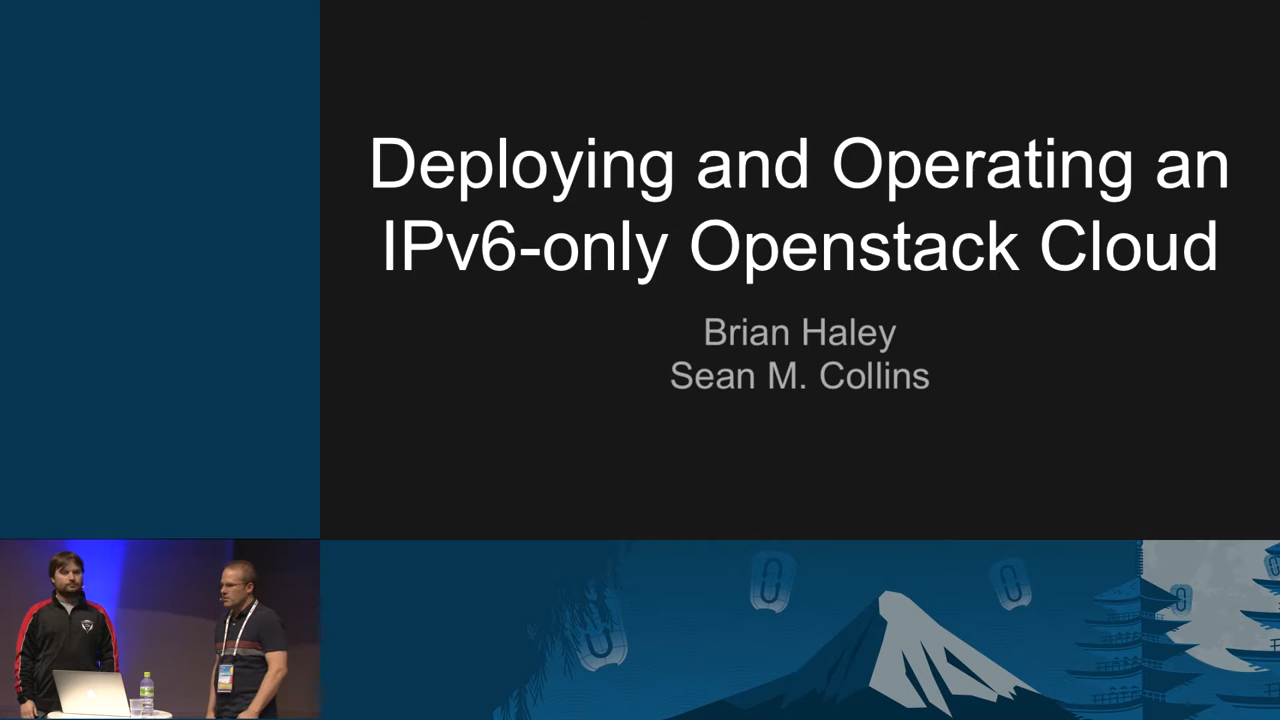 Deploying and Operating an
IPv6-only Openstack Cloud
Brian Haley
Sean M. Collins